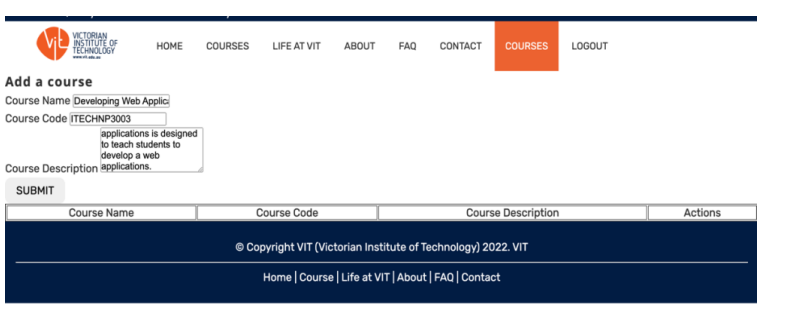 VICTORIAN
INSTITUTE OF
TECHNOLOGY
www.vit.edu.au
HOME COURSES LIFE AT VIT ABOUT FAQ CONTACT COURSES LOGOUT
Add a course
Course Name Developing Web Applica
Course Code ITECHNP3003
applications is designed
to teach students to
develop a web
Course Description applications.
SUBMIT
Course Name Course Code Course Description Actions
© Copyright VIT (Victorian Institute of Technology) 2022. VIT
Home | Course | Life at VIT | About | FAQ | Contact